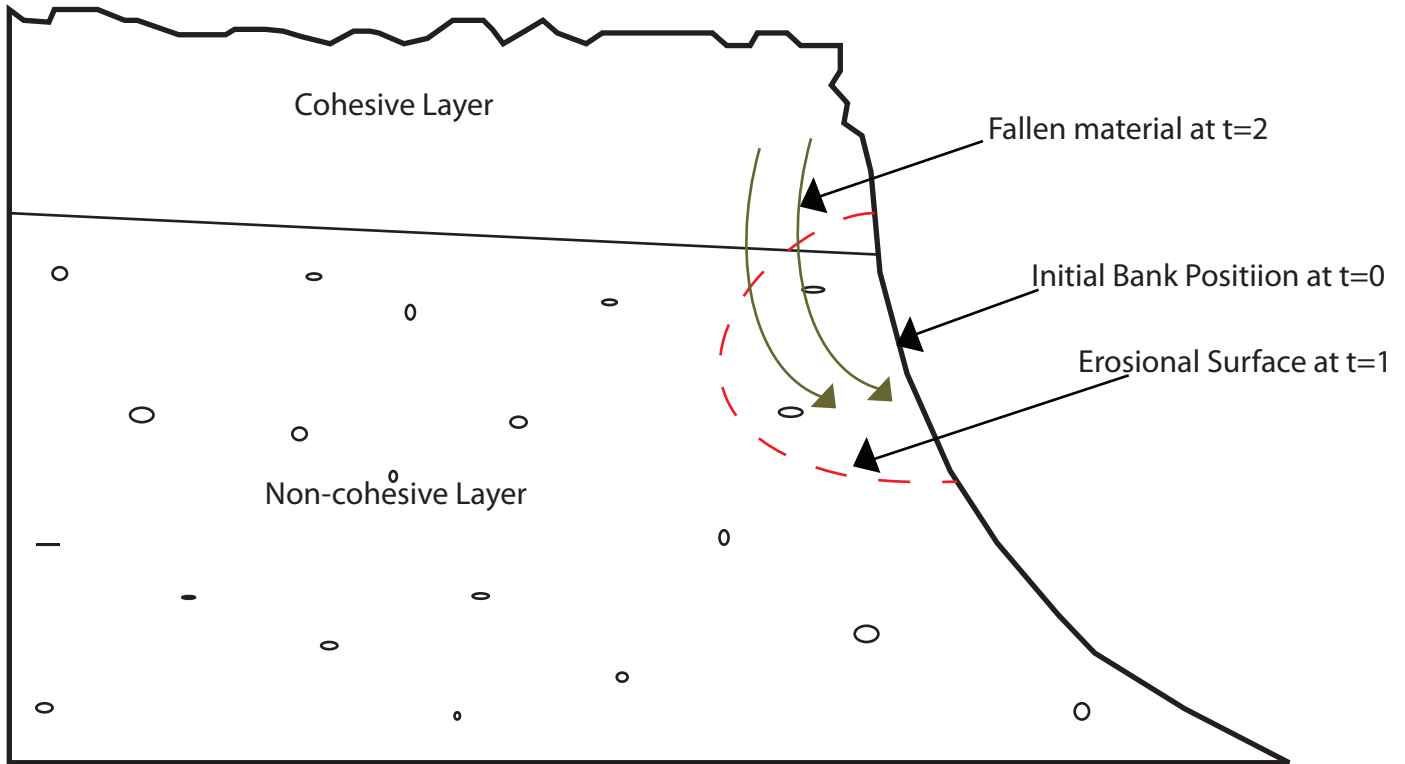 Cohesive Layer
Fallen material at t=2
Initial Bank Positiion at t=0
Erosional Surface at t=1
Non-cohesive Layer